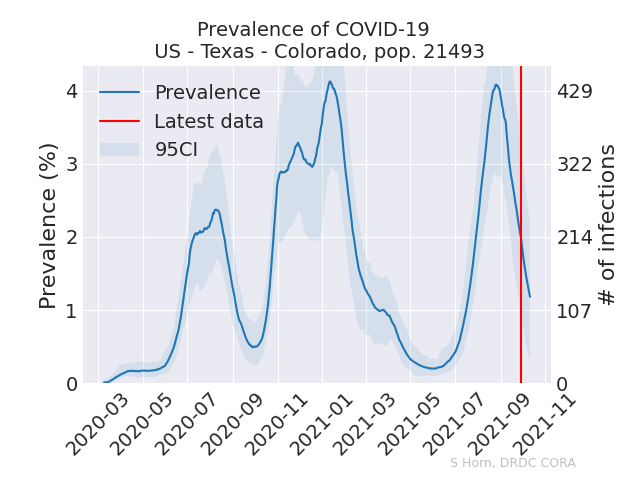 Prevalence of COVID-19
US - Texas - Colorado, pop. 21493
Prevalence
Latest data
95CI
Prevalence (%)
4
3
2
1
0
429
322
214
107
0
# of infections
2020-03
2020-05
2020-07
2020-09
2020-11
2021-01
2021-03
2021-05
2021-07
2021-09
2021-11
S Horn, DRDC CORA